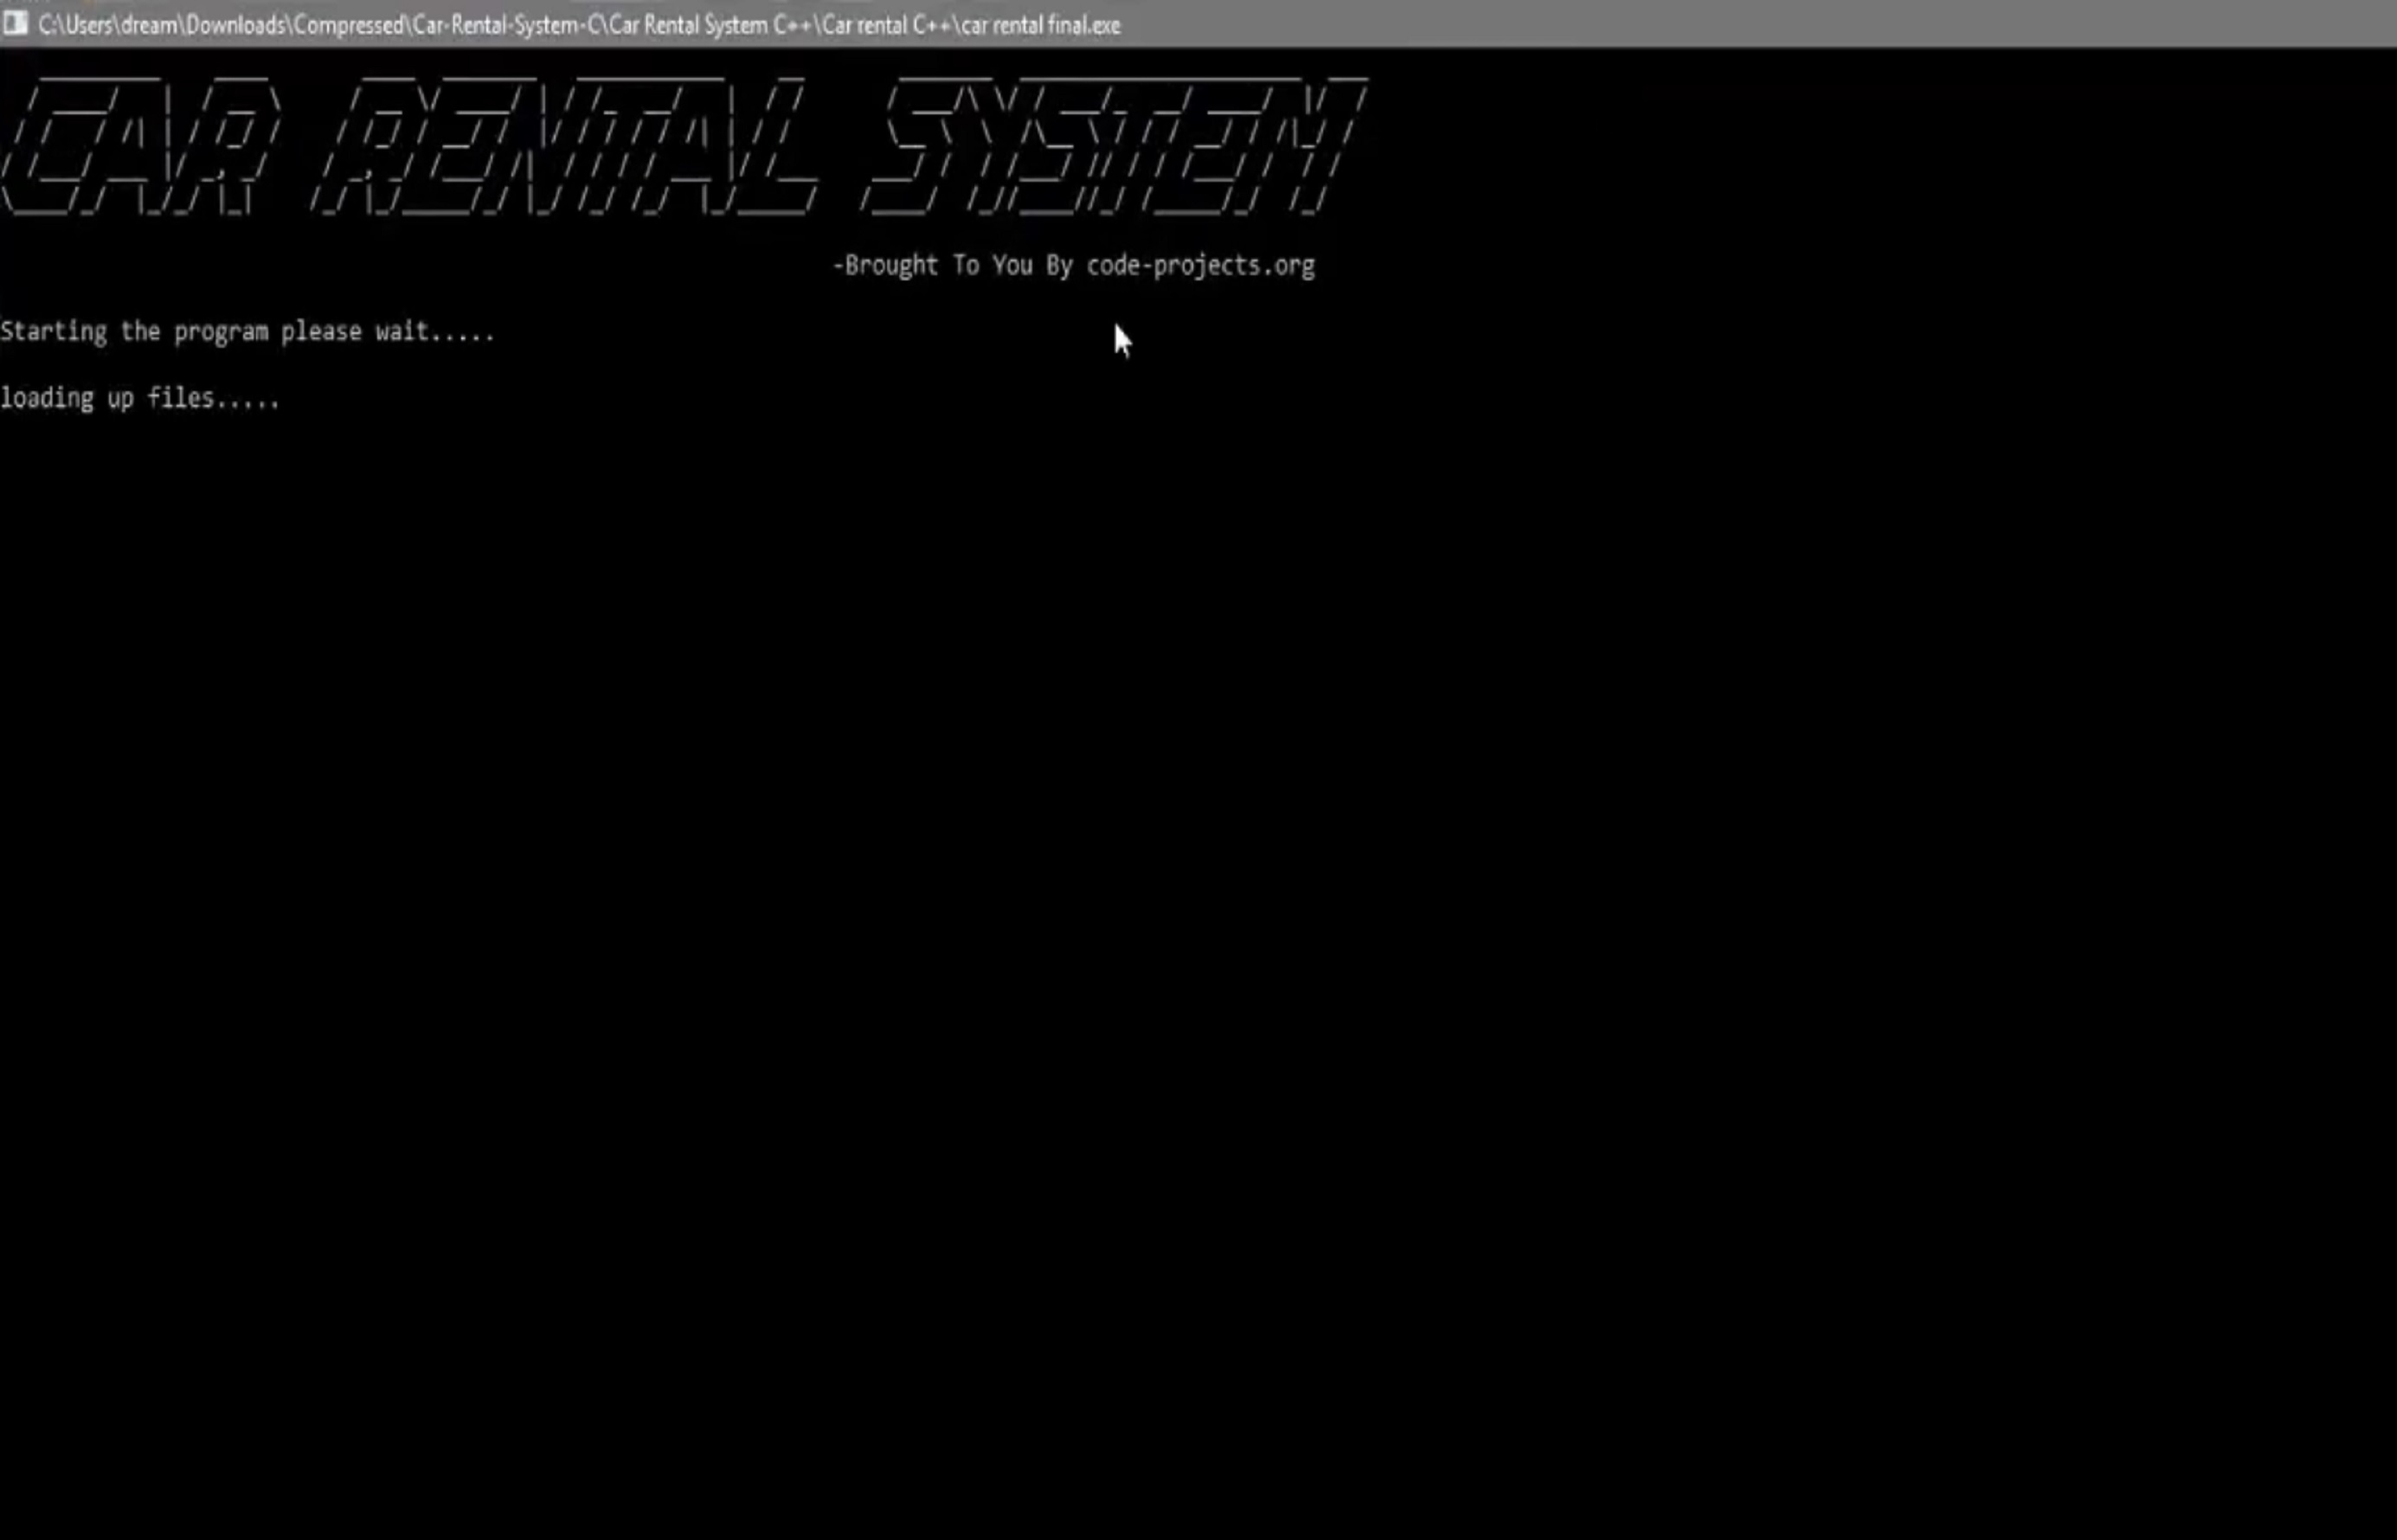 C:\Users\dream\Downloads\Compressed\Car-Rental-System-C\Car Rental System C++\Car rental C++\car rental final.exe
CAR RENTAL SYSTEM
-Brought To You By code-projects.org
Starting the program please wait.....
loading up files.....